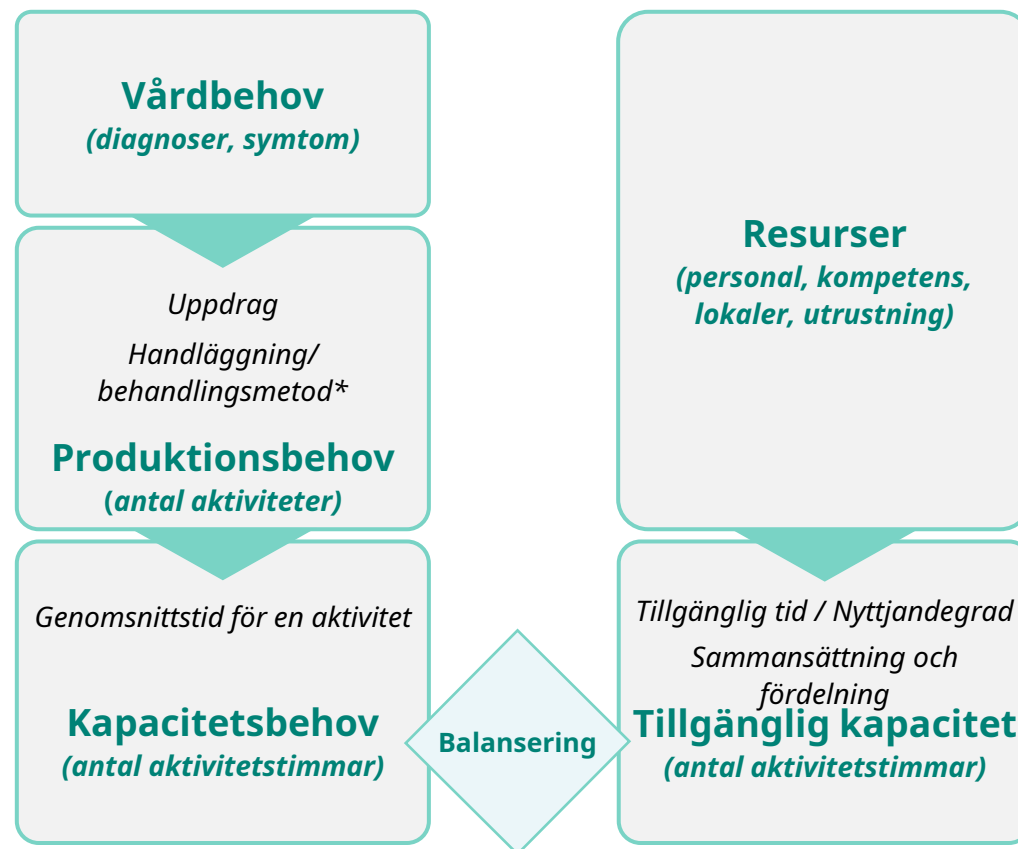 Vårdbehov
(diagnoser, symtom)
Uppdrag
Handläggning/
behandlingsmetod*
Produktionsbehov
(antal aktiviteter)
Genomsnittstid för en aktivitet
Kapacitetsbehov
(antal aktivitetstimmar)
Balansering
Resurser
(personal, kompetens,
lokaler, utrustning)
Tillgänglig tid / Nyttjandegrad
Sammansättning och
fördelning
Tillgänglig kapacitet
(antal aktivitetstimmar)